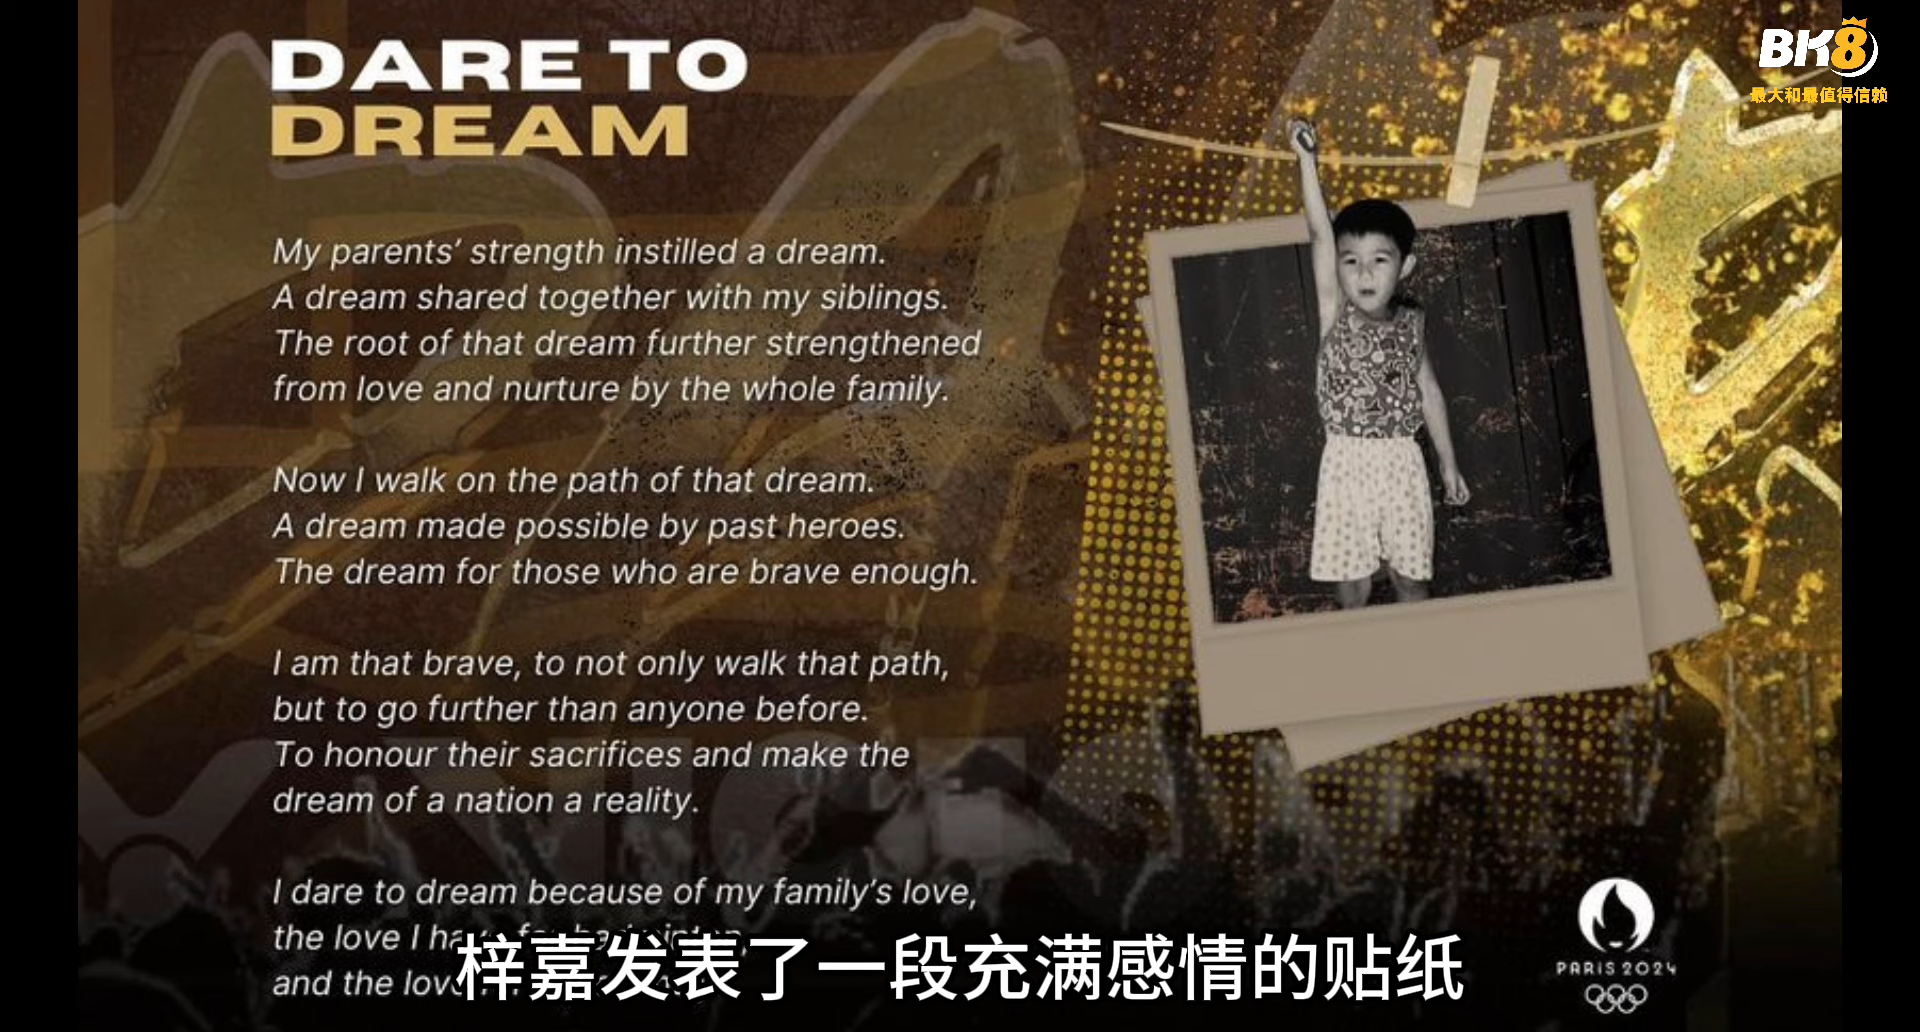 DARE TO
DREAM
BK8
最大和最值得信赖
My parents’ strength instilled a dream.
A dream shared together with my siblings.
The root of that dream further strengthened
from love and nurture by the whole family.
Now I walk on the path of that dream.
A dream made possible by past heroes.
The dream for those who are brave enough.
I am that brave, to not only walk that path,
but to go further than anyone before.
To honour their sacrifices and make the
dream of a nation a reality.
I dare to dream because of my family’s love,
the love I have for badminton,
and the love
梓嘉发表了一段充满感情的贴纸
PARIS 2024